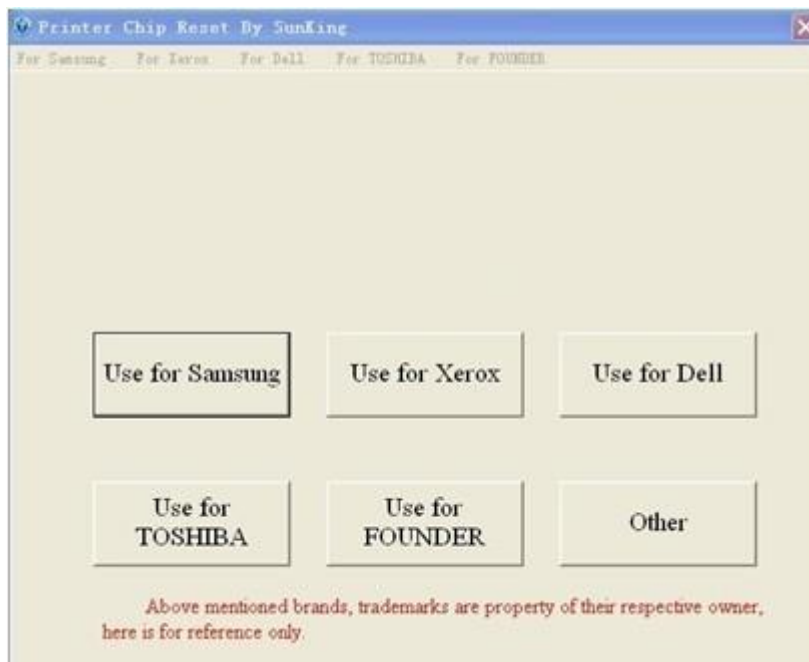 Printer Chip Reset By SunKing
For Samsung For Xerox For Dell For TOSHIBA For FOUNDER
Use for Samsung Use for Xerox Use for Dell
Use for
TOSHIBA
Use for
FOUNDER
Other
Above mentioned brands, trademarks are property of their respective owner,
here is for reference only.